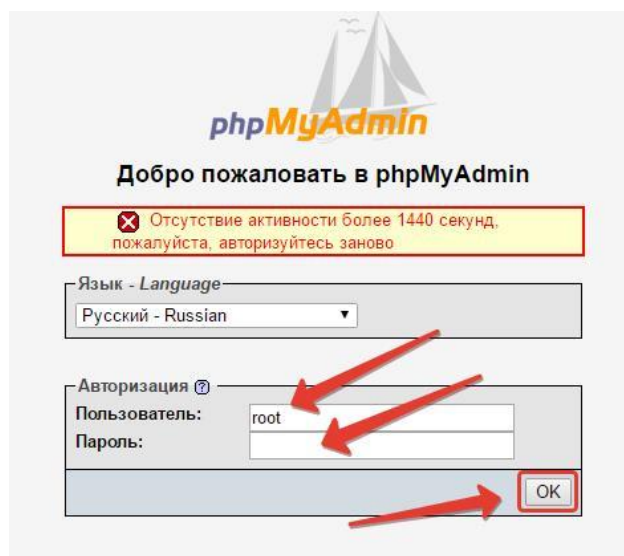 phpMyAdmin
Добро пожаловать в phpMyAdmin
Отсутствие активности более 1440 секунд,
пожалуйста, авторизуйтесь заново
Язык - Language
Русский - Russian
Авторизация ?
Пользователь: root
Пароль:
OK